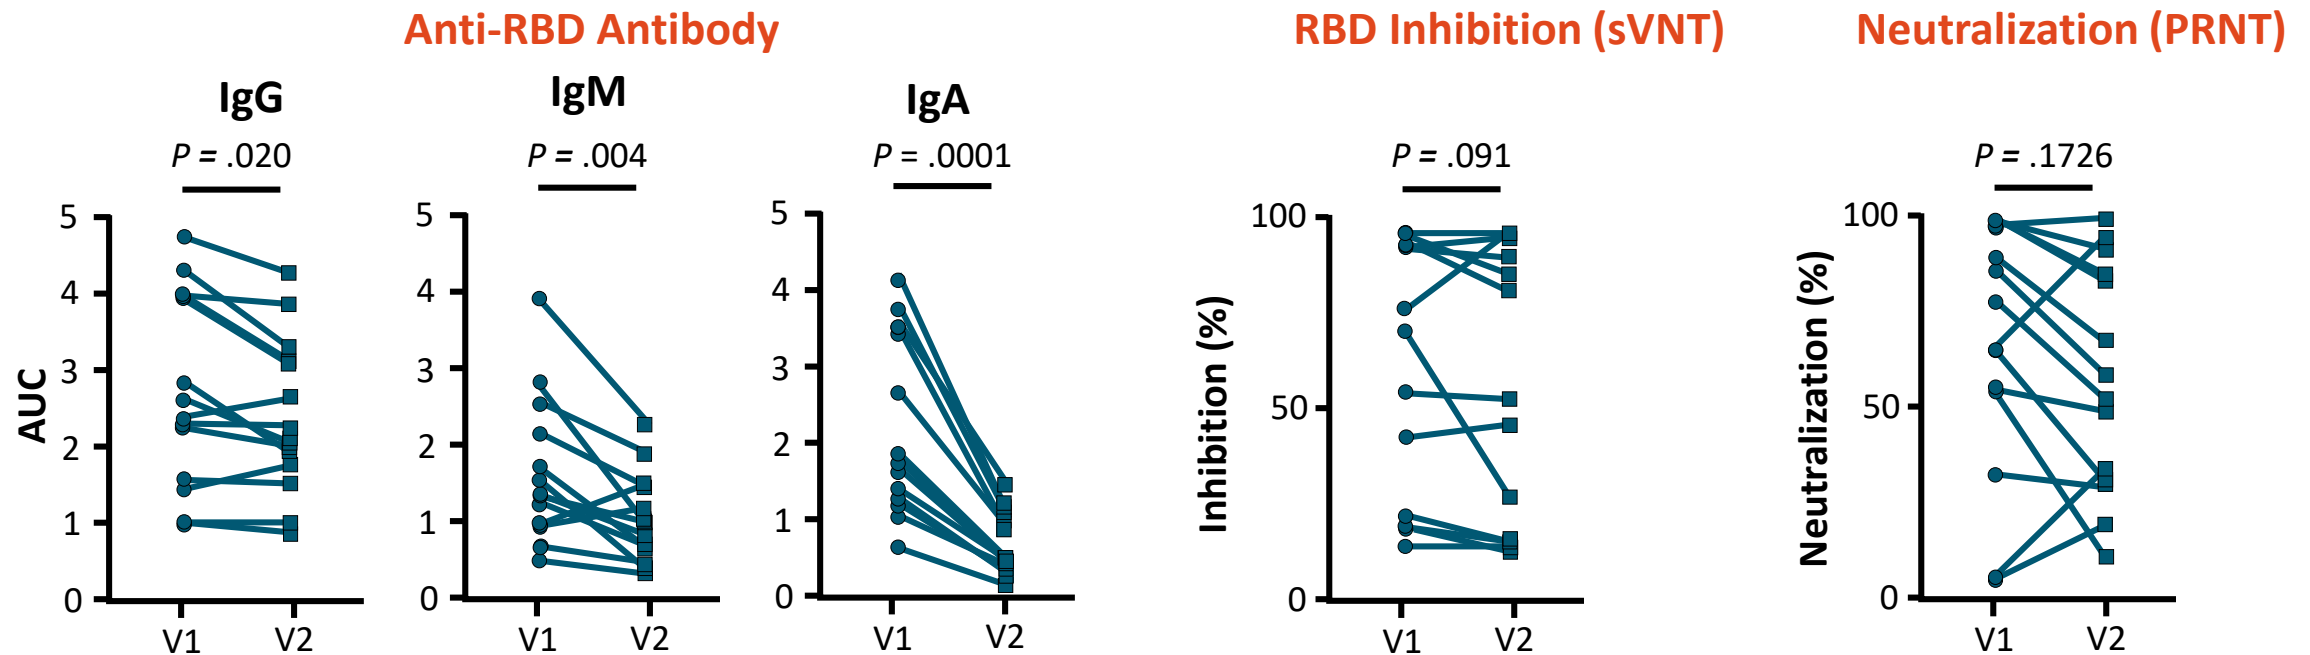 Anti-RBD Antibody
RBD Inhibition (sVNT)
Neutralization (PRNT)
IgG
IgM
IgA
P = .020
P = .004
P = .0001
P = .091
P = .1726
AUC
5
4
3
2
1
0
V1
V2
5
4
3
2
1
0
V1
V2
5
4
3
2
1
0
V1
V2
Inhibition (%)
100
50
0
V1
V2
Neutralization (%)
100
50
0
V1
V2